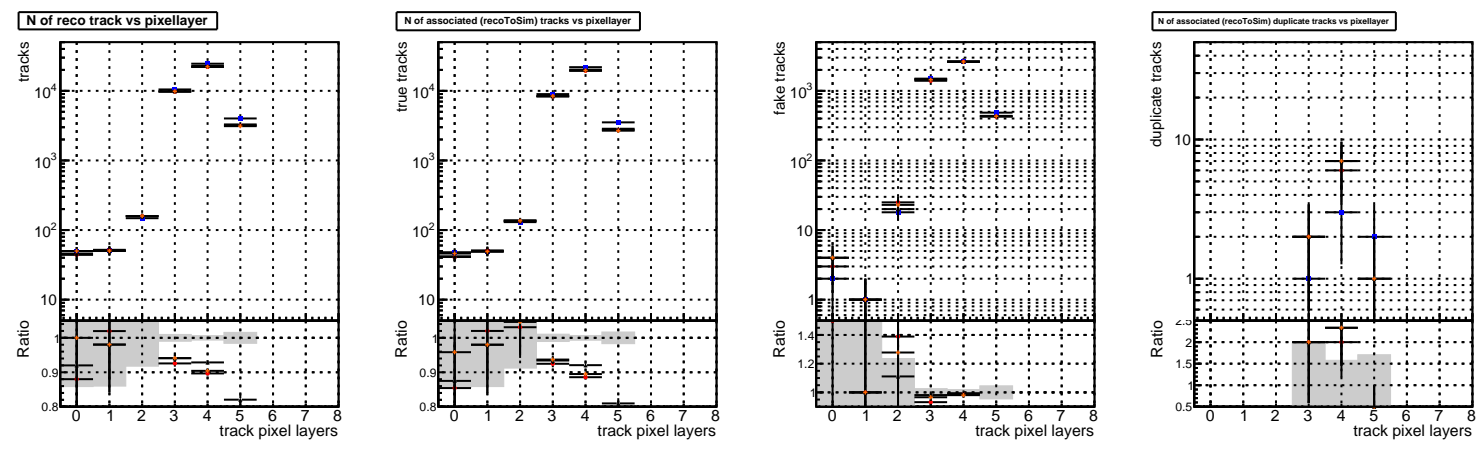 N of reco track vs pixellayer
tracks
10^4
10^3
10^2
10
Ratio
1
0.9
0.8
0 1 2 3 4 5 6 7 8
track pixel layers
N of associated (recoToSim) tracks vs pixellayer
true tracks
10^4
10^3
10^2
10
Ratio
1
0.9
0.8
0 1 2 3 4 5 6 7 8
track pixel layers
fake tracks
10^3
10^2
10
1
Ratio
1.4
1.2
1
0 1 2 3 4 5 6 7 8
track pixel layers
N of associated (recoToSim) duplicate tracks vs pixellayer
duplicate tracks
10
1
Ratio
2.5
2
1.5
1
0.5
0 1 2 3 4 5 6 7 8
track pixel layers